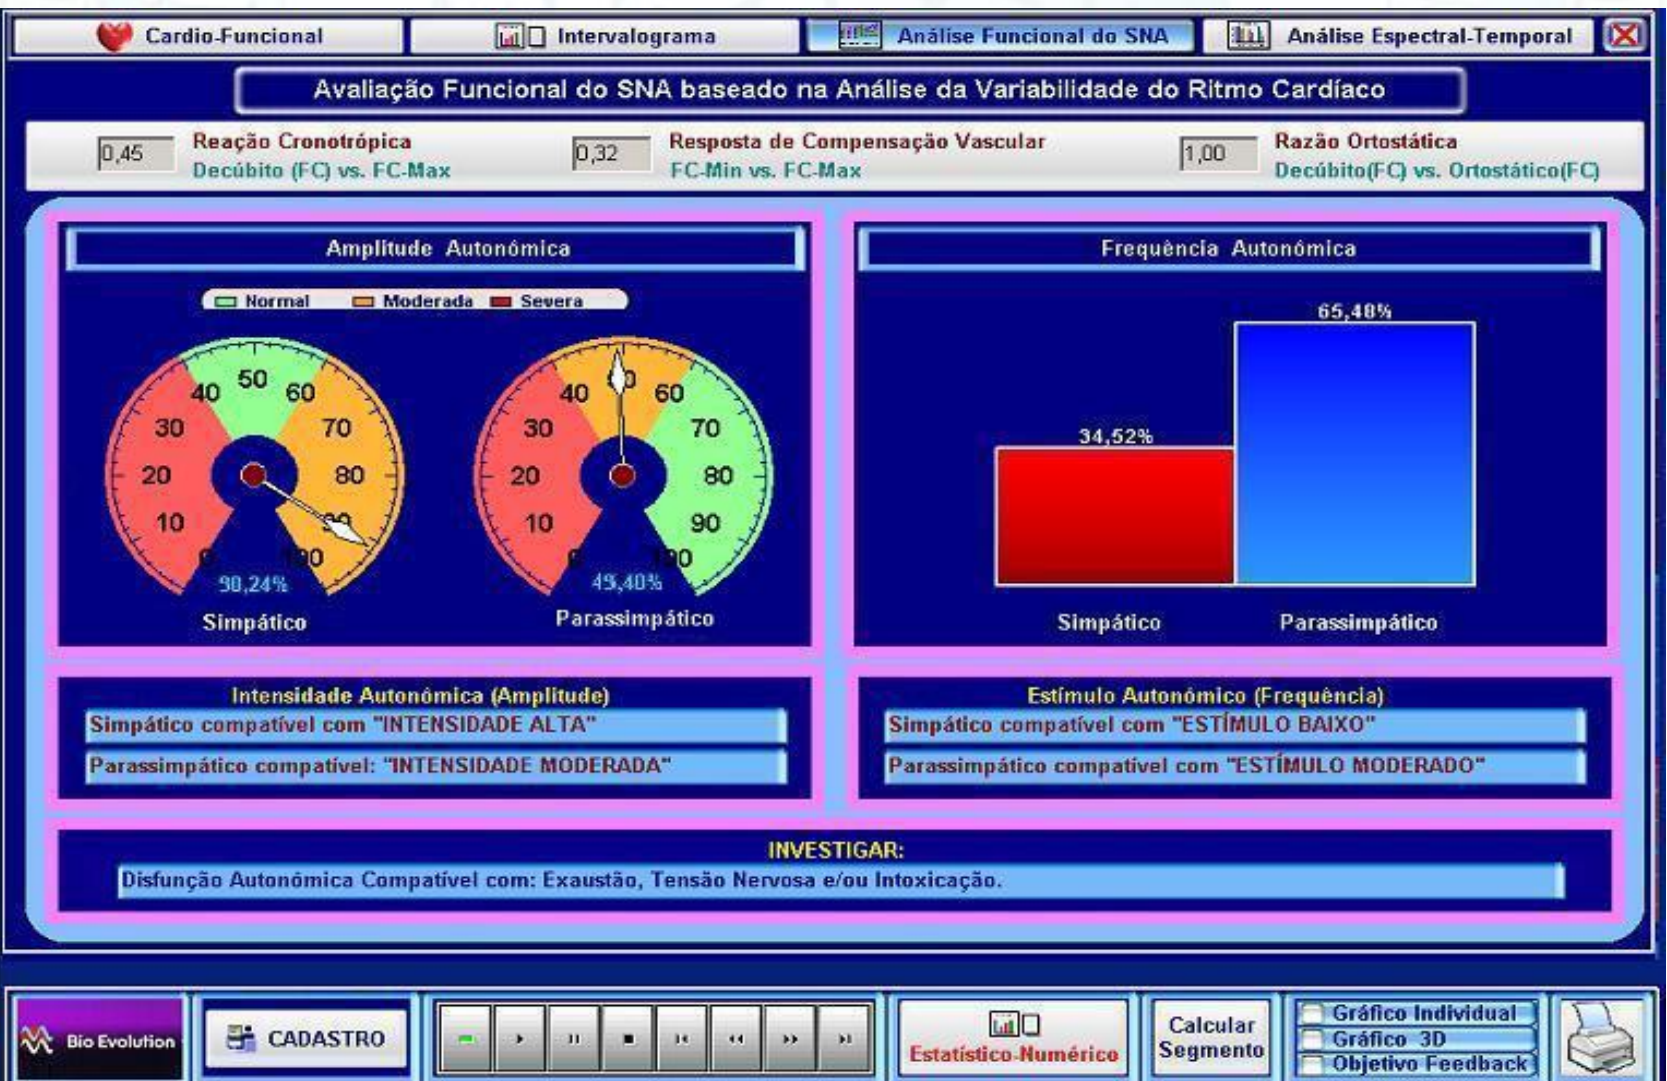 Cardio-Funcional
Intervalograma
Análise Funcional do SNA
Análise Espectral-Temporal
Avaliação Funcional do SNA baseado na Análise da Variabilidade do Ritmo Cardíaco
0,45
Reação Cronotrópica
Decúbito (FC) vs. FC-Max
0,32
Resposta de Compensação Vascular
FC-Min vs. FC-Max
1,00
Razão Ortostática
Decúbito(FC) vs. Ortostático(FC)
Amplitude Autonômica
Normal Moderada Severa
0 10 20 30 40 50 60 70 80 90 100
90,24%
Simpático
0 10 20 30 40 60 70 80 90 100
49,40%
Parassimpático
Frequência Autonômica
34,52%
65,48%
Simpático
Parassimpático
Intensidade Autonômica (Amplitude)
Simpático compatível com "INTENSIDADE ALTA"
Parassimpático compatível: "INTENSIDADE MODERADA"
Estímulo Autonômico (Frequência)
Simpático compatível com "ESTÍMULO BAIXO"
Parassimpático compatível com "ESTÍMULO MODERADO"
INVESTIGAR:
Disfunção Autonômica Compatível com: Exaustão, Tensão Nervosa e/ou Intoxicação.
Bio Evolution
CADASTRO
Estatístico-Numérico
Calcular
Segmento
Gráfico Individual
Gráfico 3D
Objetivo Feedback